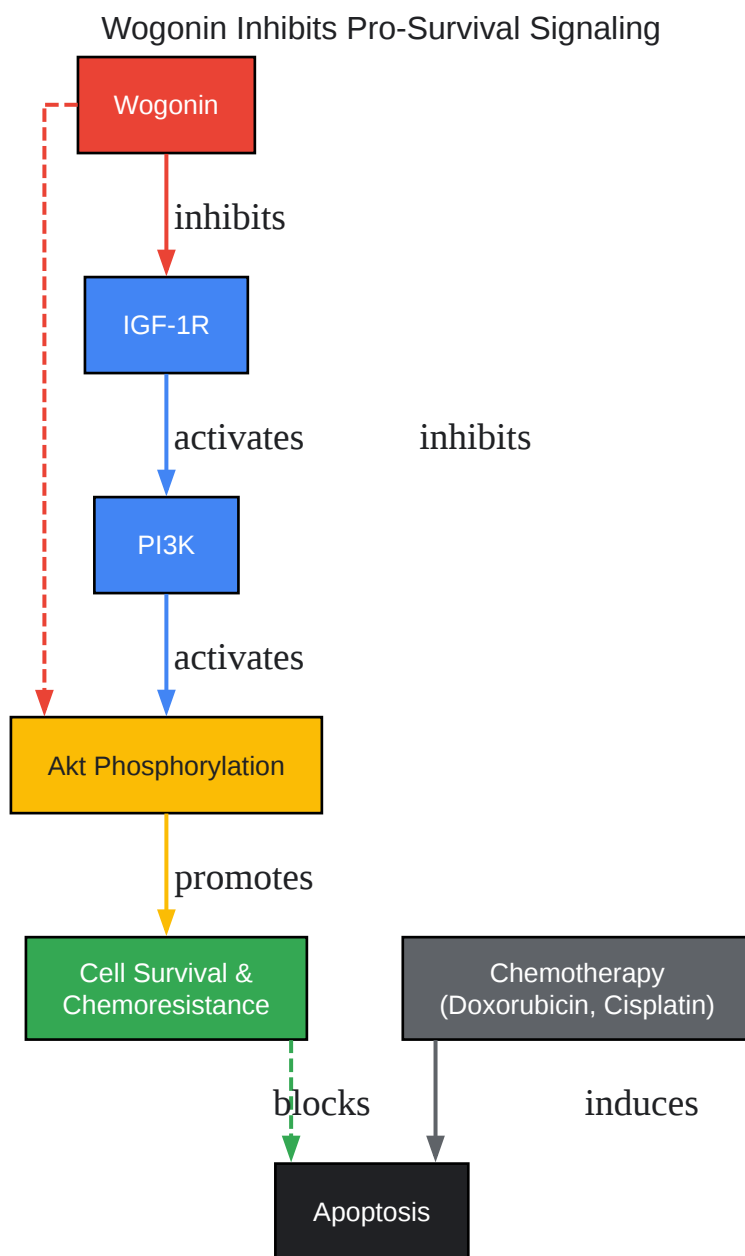 Wogonin Inhibits Pro-Survival Signaling
Wogonin
inhibits
IGF-1R
activates
inhibits
PI3K
activates
Akt Phosphorylation
promotes
Cell Survival &
Chemoresistance
Chemotherapy
(Doxorubicin, Cisplatin)
blocks
induces
Apoptosis